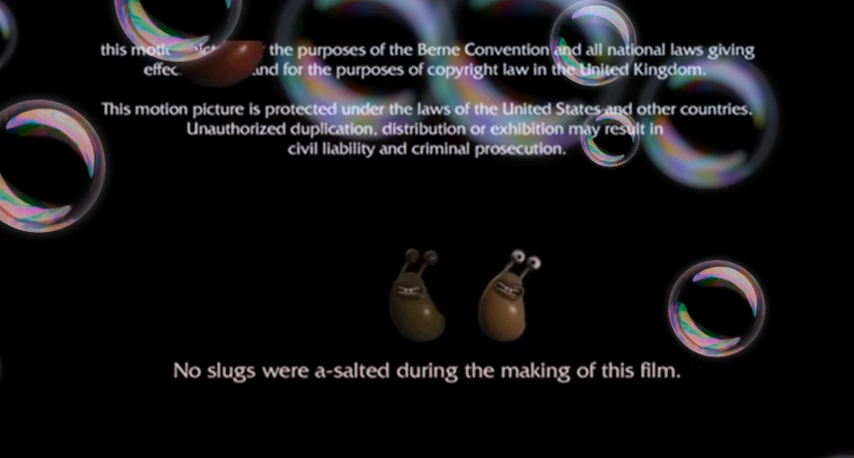 this the purposes of the Berne Convention and all national laws giving
and for the purposes of copyright law in the United Kingdom.
This motion picture is protected under the laws of the United States and other countries.
Unauthorized duplication, distribution or exhibition may result in
civil liability and criminal prosecution.
No slugs were a-salted during the making of this film.